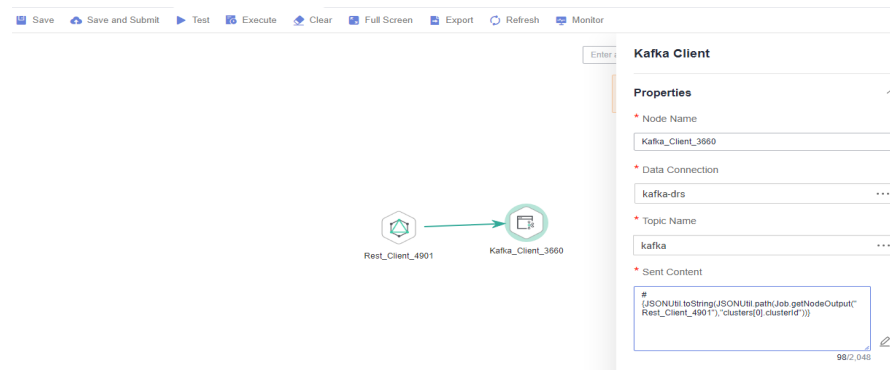 Save Save and Submit Test Execute Clear Full Screen Export Refresh Monitor
Enter
Kafka Client
Properties
* Node Name
Kafka_Client_3660
* Data Connection
kafka-drs
* Topic Name
kafka
* Sent Content
#
{JSONUtil.toString(JSONUtil.path(Job.getNodeOutput("
Rest_Client_4901"),"clusters[0].clusterId"))}
98/2,048
Rest_Client_4901
Kafka_Client_3660